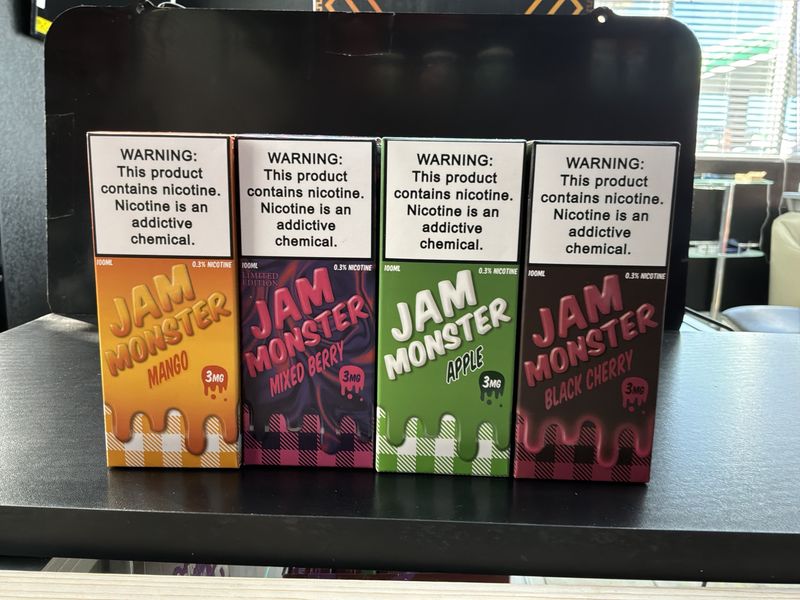 WARNING:
This product
contains nicotine.
Nicotine is an
addictive
chemical.
100ML 0.3% NICOTINE
JAM
MONSTER
MANGO
3MG
WARNING:
This product
contains nicotine.
Nicotine is an
addictive
chemical.
100ML 0.3% NICOTINE
LIMITED
EDITION
JAM
MONSTER
MIXED BERRY
3MG
WARNING:
This product
contains nicotine.
Nicotine is an
addictive
chemical.
100ML 0.3% NICOTINE
JAM
MONSTER
APPLE
3MG
WARNING:
This product
contains nicotine.
Nicotine is an
addictive
chemical.
100ML 0.3% NICOTINE
JAM
MONSTER
BLACK CHERRY
3MG